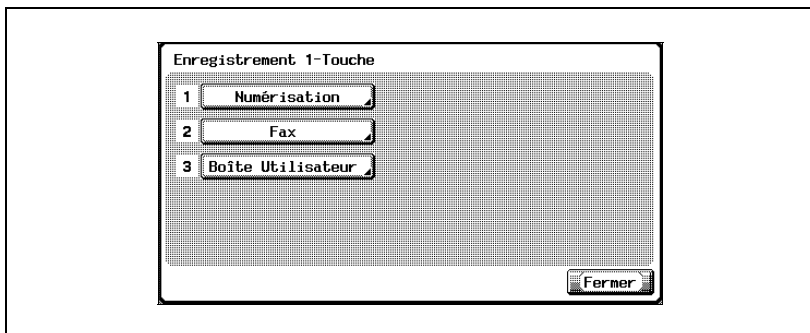 Enregistrement 1-Touche
1 Numérisation
2 Fax
3 Boîte Utilisateur
Fermer